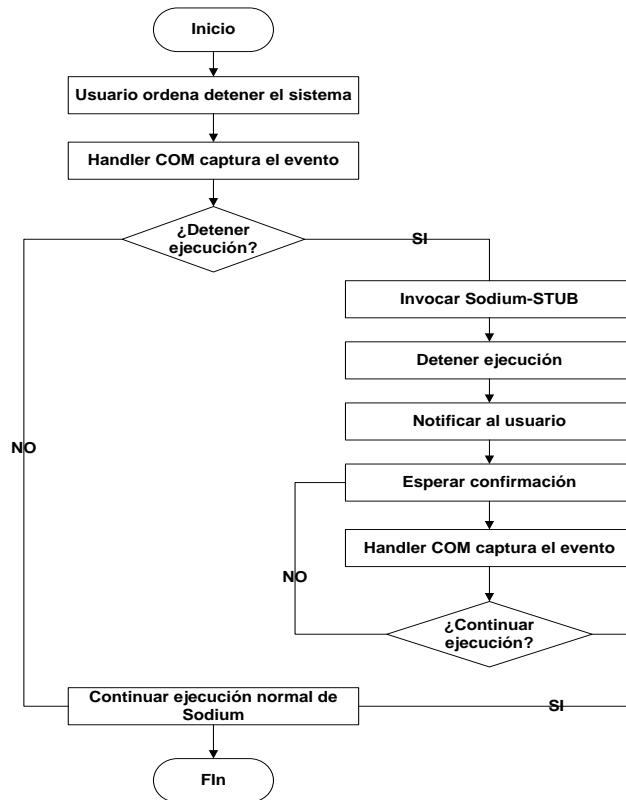 Inicio
Usuario ordena detener el sistema
Handler COM captura el evento
¿Detener
ejecución?
SI
Invocar Sodium-STUB
Detener ejecución
Notificar al usuario
NO
Esperar confirmación
Handler COM captura el evento
NO
¿Continuar
ejecución?
Continuar ejecución normal de
Sodium
SI
FIn